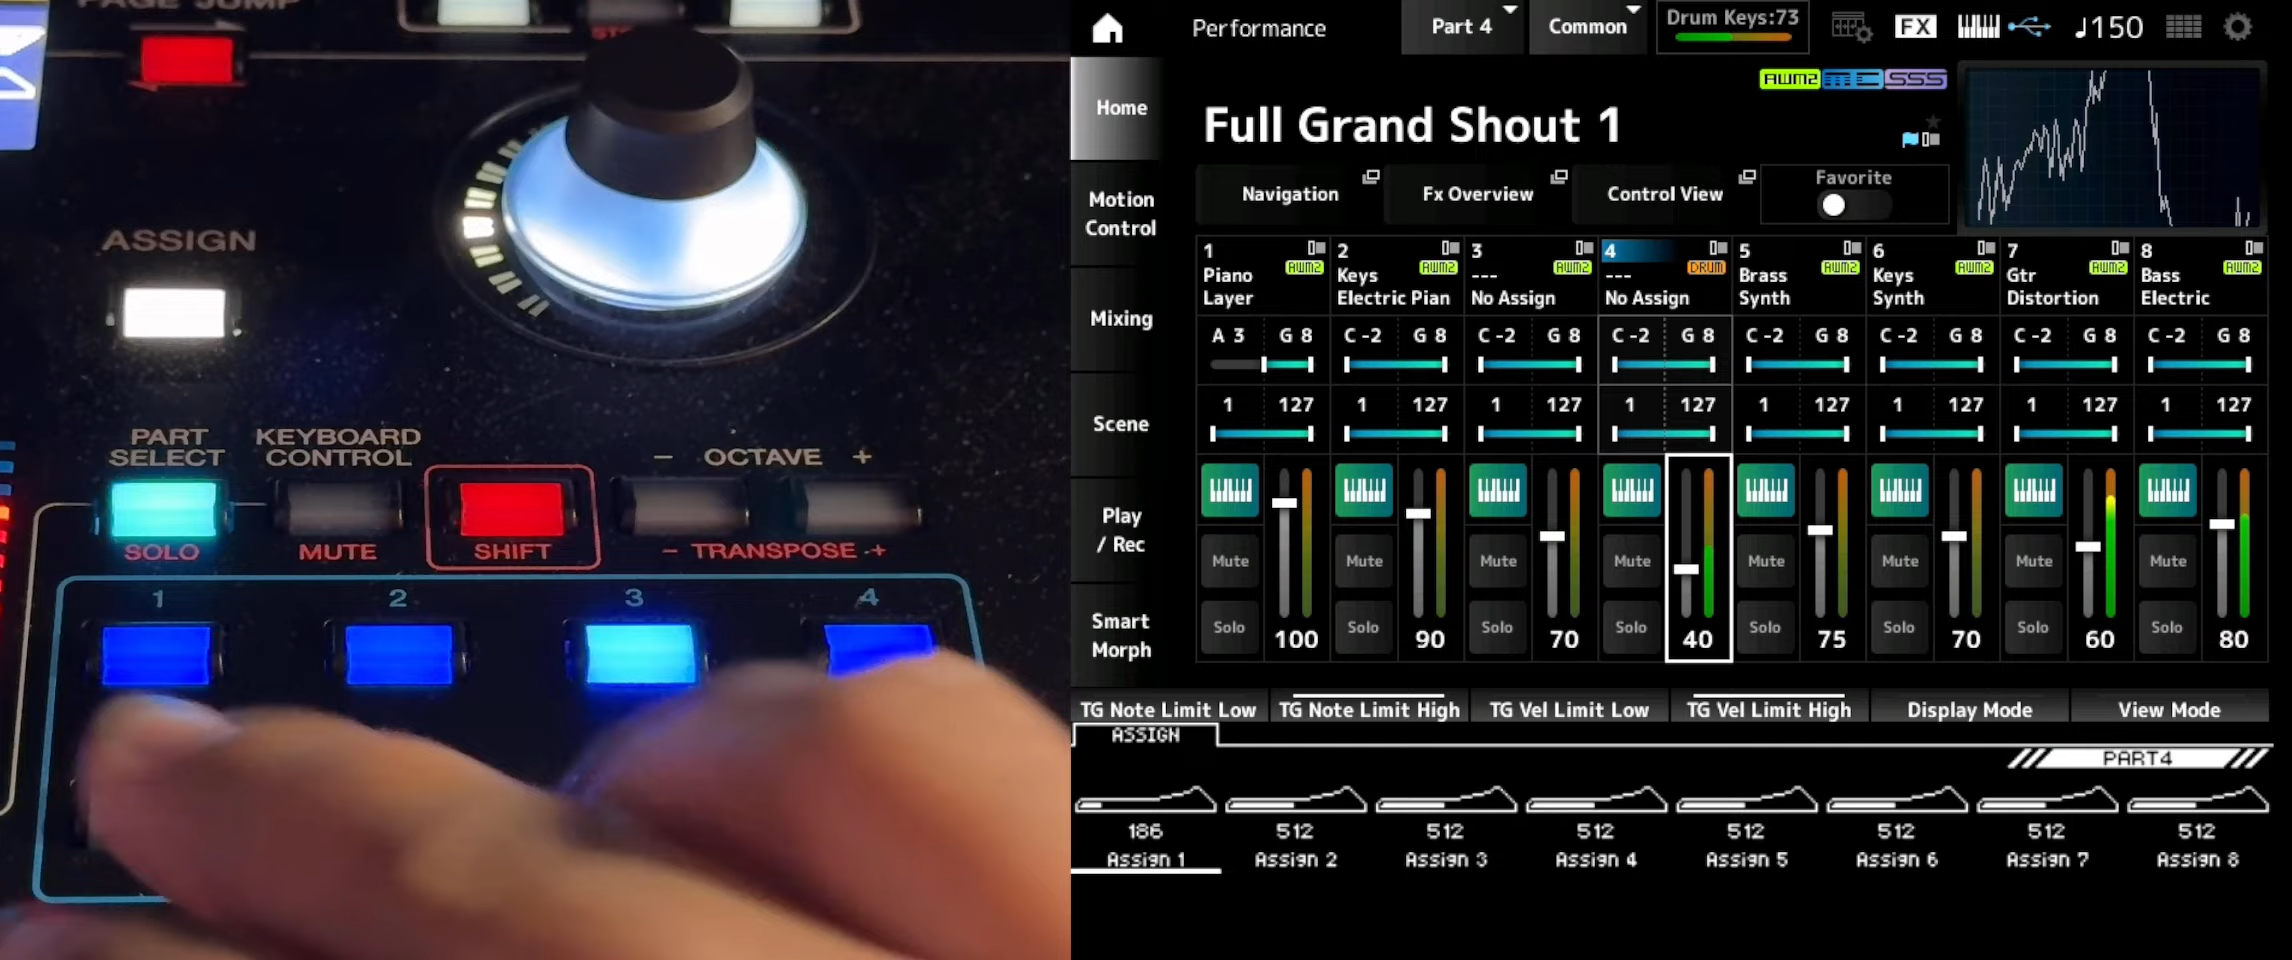 PAGE JUMP
ASSIGN
PART SELECT
KEYBOARD CONTROL
- OCTAVE +
SOLO
MUTE
SHIFT
- TRANSPOSE +
1 2 3 4
Performance
Part 4
Common
Drum Keys:73
FX
♩150
Home
Motion Control
Mixing
Scene
Play / Rec
Smart Morph
AWM2 MC SSS
Full Grand Shout 1
Navigation
Fx Overview
Control View
Favorite
1 2 3 4 5 6 7 8
AWM2 AWM2 AWM2 DRUM AWM2 AWM2 AWM2 AWM2
Piano Keys --- --- Brass Keys Gtr Bass
Layer Electric Pian No Assign No Assign Synth Synth Distortion Electric
A 3 G 8 C -2 G 8 C -2 G 8 C -2 G 8 C -2 G 8 C -2 G 8 C -2 G 8 C -2 G 8
1 127 1 127 1 127 1 127 1 127 1 127 1 127 1 127
Mute Mute Mute Mute Mute Mute Mute Mute
Solo 100 Solo 90 Solo 70 Solo 40 Solo 75 Solo 70 Solo 60 Solo 80
TG Note Limit Low
TG Note Limit High
TG Vel Limit Low
TG Vel Limit High
Display Mode
View Mode
ASSIGN
PART4
186 512 512 512 512 512 512 512
Assign 1 Assign 2 Assign 3 Assign 4 Assign 5 Assign 6 Assign 7 Assign 8